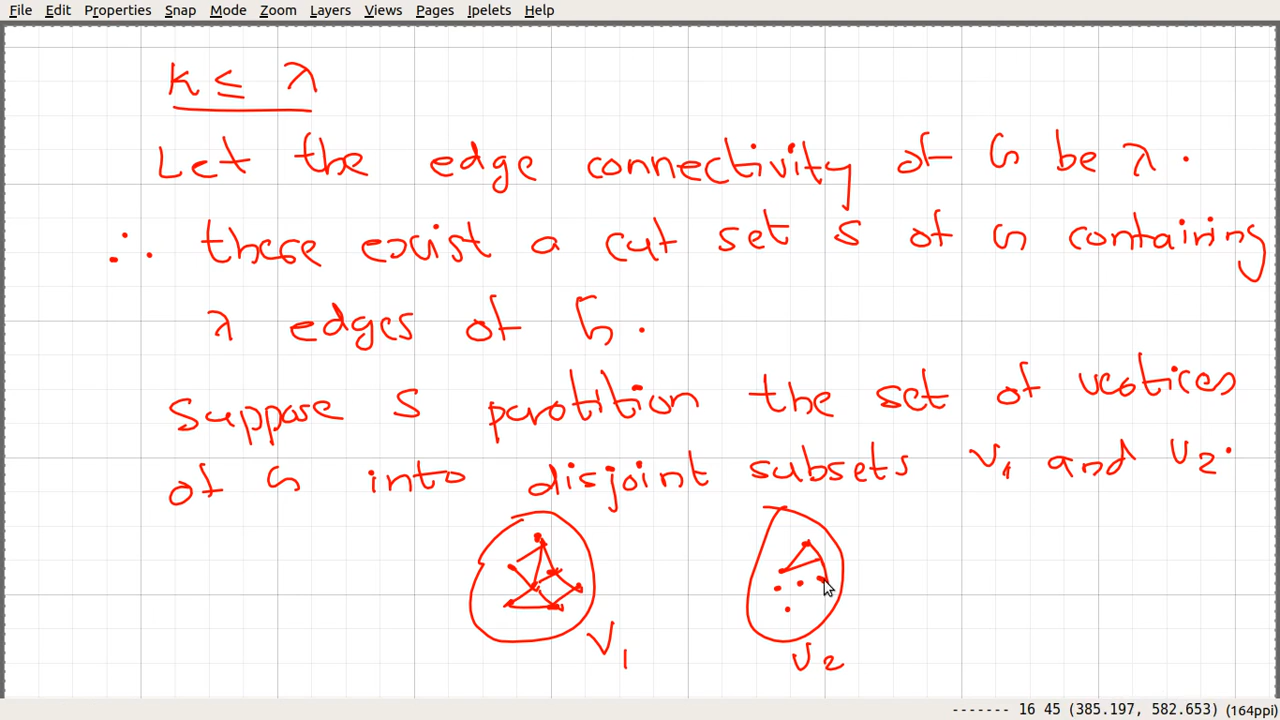 File Edit Properties Snap Mode Zoom Layers Views Pages Ipelets Help
k ≤ λ
Let the edge connectivity of G be λ.
∴ there exist a cut set S of G containing
λ edges of G.
Suppose S partition the set of vertices
of G into disjoint subsets V1 and V2.
V1 V2
------- 16 45 (385.197, 582.653) (164ppi)